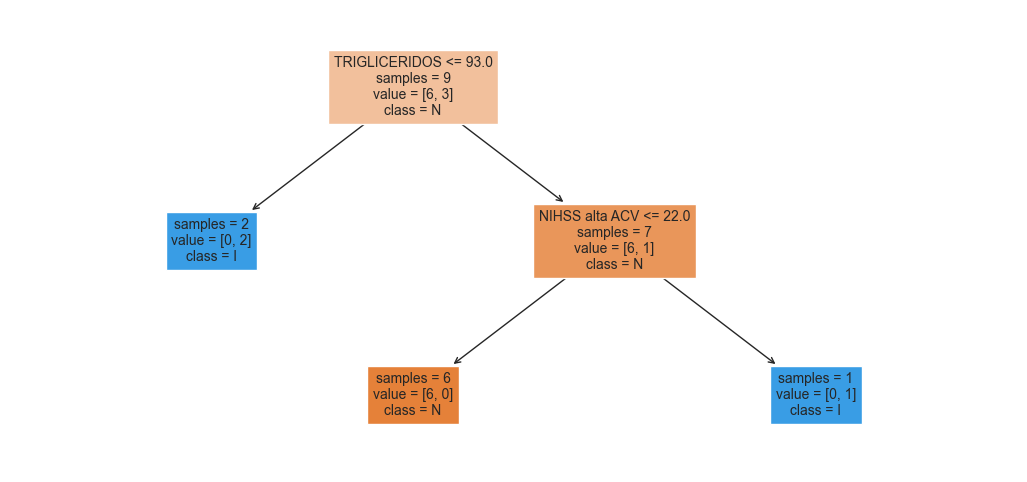 TRIGLICERIDOS <= 93.0
samples = 9
value = [6, 3]
class = N
samples = 2
value = [0, 2]
class = I
NIHSS alta ACV <= 22.0
samples = 7
value = [6, 1]
class = N
samples = 6
value = [6, 0]
class = N
samples = 1
value = [0, 1]
class = I